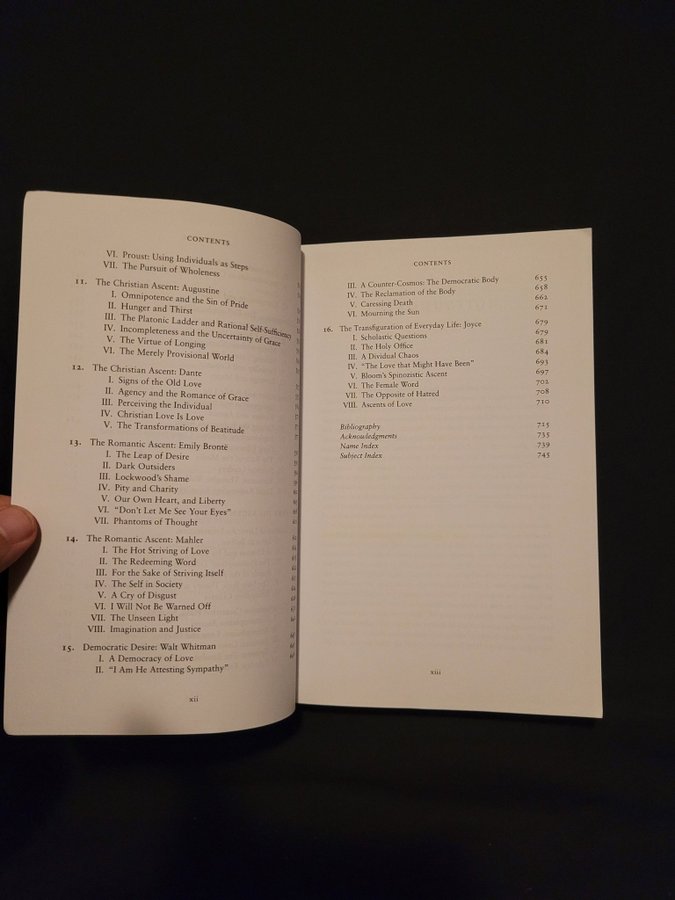 CONTENTS
VI. Proust: Using Individuals as Steps
VII. The Pursuit of Wholeness
11. The Christian Ascent: Augustine
I. Omnipotence and the Sin of Pride
II. Hunger and Thirst
III. The Platonic Ladder and Rational Self-Sufficiency
IV. Incompleteness and the Uncertainty of Grace
V. The Virtue of Longing
VI. The Merely Provisional World
12. The Christian Ascent: Dante
I. Signs of the Old Love
II. Agency and the Romance of Grace
III. Perceiving the Individual
IV. Christian Love Is Love
V. The Transformations of Beatitude
13. The Romantic Ascent: Emily Brontë
I. The Leap of Desire
II. Dark Outsiders
III. Lockwood's Shame
IV. Pity and Charity
V. Our Own Heart, and Liberty
VI. "Don't Let Me See Your Eyes"
VII. Phantoms of Thought
14. The Romantic Ascent: Mahler
I. The Hot Striving of Love
II. The Redeeming Word
III. For the Sake of Striving Itself
IV. The Self in Society
V. A Cry of Disgust
VI. I Will Not Be Warned Off
VII. The Unseen Light
VIII. Imagination and Justice
15. Democratic Desire: Walt Whitman
I. A Democracy of Love
II. "I Am He Attesting Sympathy"
xii
CONTENTS
III. A Counter-Cosmos: The Democratic Body 655
IV. The Reclamation of the Body 658
V. Caressing Death 662
VI. Mourning the Sun 671
16. The Transfiguration of Everyday Life: Joyce 679
I. Scholastic Questions 679
II. The Holy Office 681
III. A Dividual Chaos 684
IV. "The Love that Might Have Been" 693
V. Bloom's Spinozistic Ascent 697
VI. The Female Word 702
VII. The Opposite of Hatred 708
VIII. Ascents of Love 710
Bibliography 715
Acknowledgments 735
Name Index 739
Subject Index 745
xiii